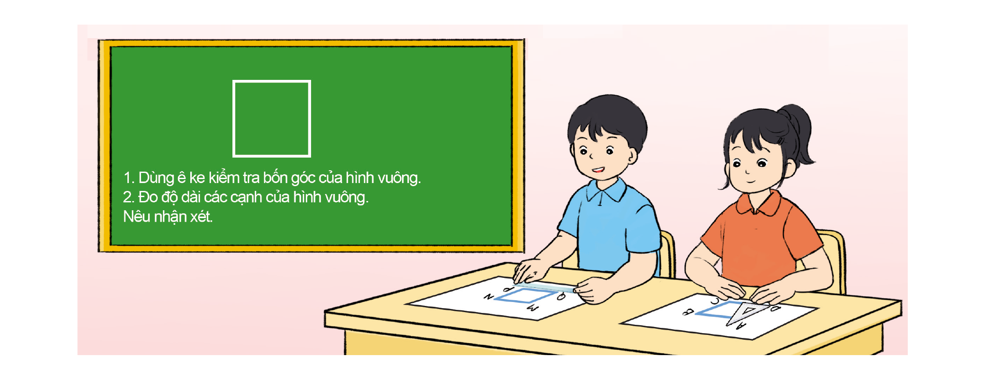 1. Dùng ê ke kiểm tra bốn góc của hình vuông.
2. Đo độ dài các cạnh của hình vuông.
Nêu nhận xét.
P
N
Q
M
C
B
D
A